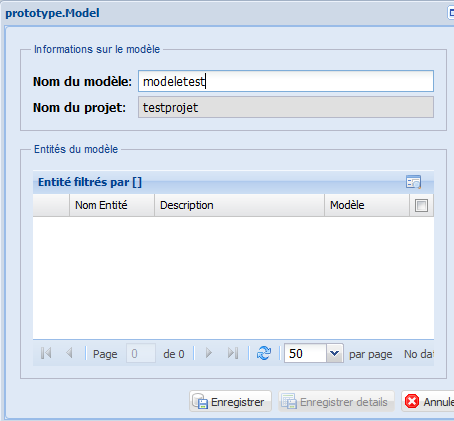 prototype.Model
Informations sur le modèle
Nom du modèle: modeletest
Nom du projet: testprojet
Entités du modèle
Entité filtrés par []
Nom Entité Description Modèle
Page 0 de 0 50 par page No da
Enregistrer Enregistrer details Annule